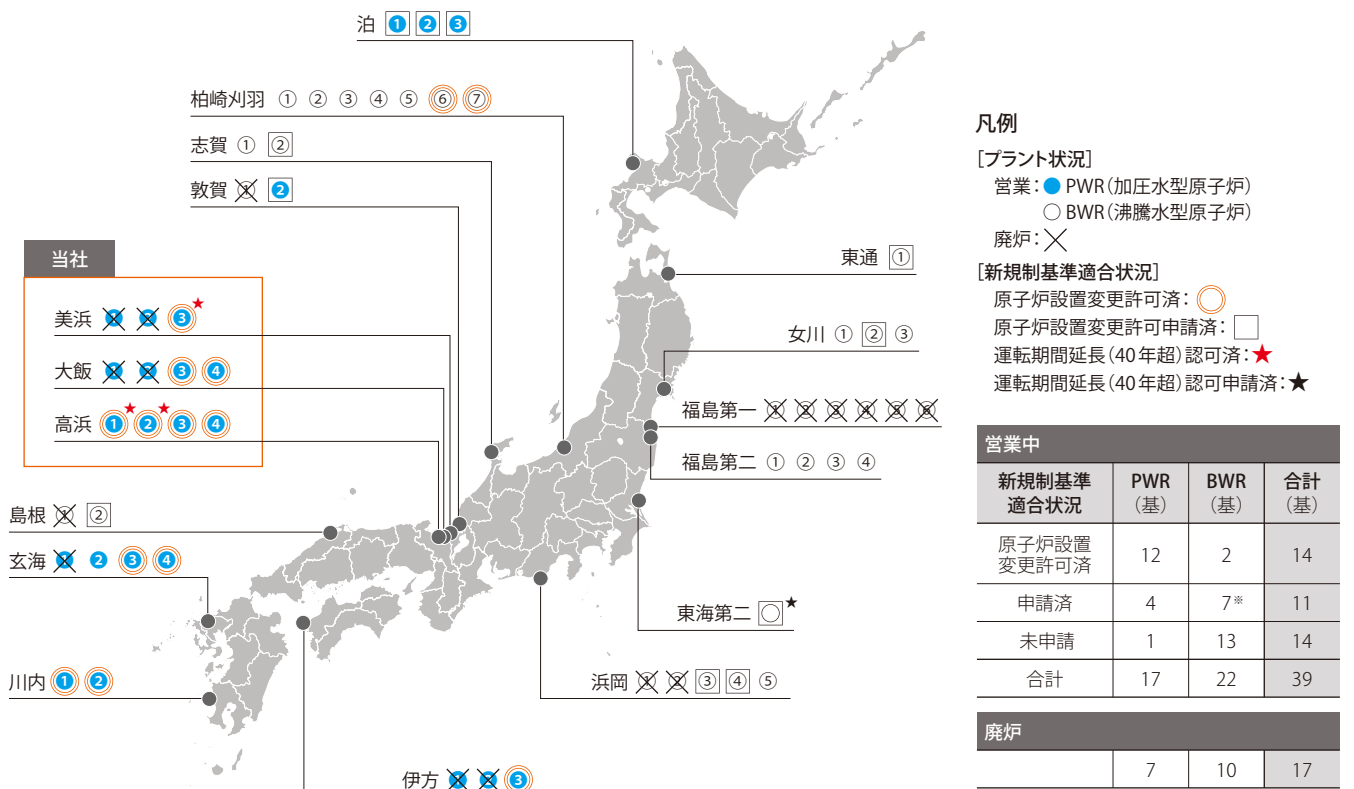 泊 1 2 3
柏崎刈羽 ① ② ③ ④ ⑤ ⑥ ⑦
志賀 ① ②
敦賀 ① 2
当社
美浜 1 2 3 ★
大飯 1 2 3 4
高浜 1 ★ 2 ★ 3 4
島根 ① ②
玄海 1 2 3 4
川内 1 2
伊方 1 2 3
東通 ①
女川 ① ② ③
福島第一 ① ② ③ ④ ⑤ ⑥
福島第二 ① ② ③ ④
東海第二 ○ ★
浜岡 ① ② ③ ④ ⑤
凡例
[プラント状況]
営業:● PWR(加圧水型原子炉)
○ BWR(沸騰水型原子炉)
廃炉:╳
[新規制基準適合状況]
原子炉設置変更許可済:◎
原子炉設置変更許可申請済:□
運転期間延長(40年超)認可済:★
運転期間延長(40年超)認可申請済:★
営業中
新規制基準 PWR BWR 合計
適合状況 (基) (基) (基)
原子炉設置
変更許可済 12 2 14
申請済 4 7※ 11
未申請 1 13 14
合計 17 22 39
廃炉
7 10 17